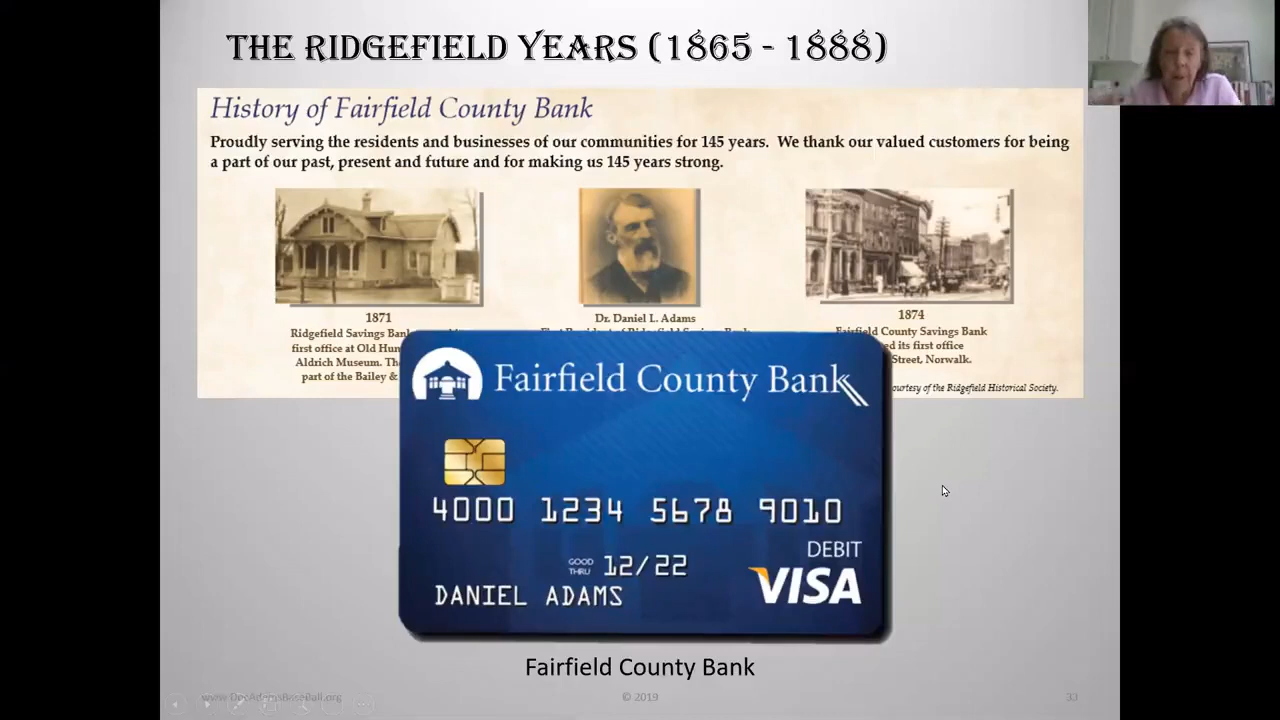 THE RIDGEFIELD YEARS (1865 - 1888)
History of Fairfield County Bank
Proudly serving the residents and businesses of our communities for 145 years. We thank our valued customers for being
a part of our past, present and future and for making us 145 years strong.
1871
Ridgefield Savings Bank
first office at Old
Aldrich Museum.
part of the Bailey &
Dr. Daniel L. Adams
1874
Fairfield County Savings Bank
its first office
Street, Norwalk.
of the Ridgefield Historical Society.
Fairfield County Bank
4000 1234 5678 9010
DEBIT
GOOD
THRU 12/22
VISA
DANIEL ADAMS
Fairfield County Bank
www.DocAdamsBaseBall.org
© 2019
33